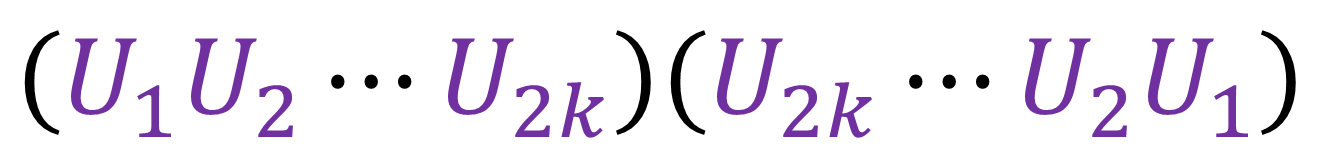 (U₁U₂ ⋯ U₂ₖ)(U₂ₖ ⋯ U₂U₁)